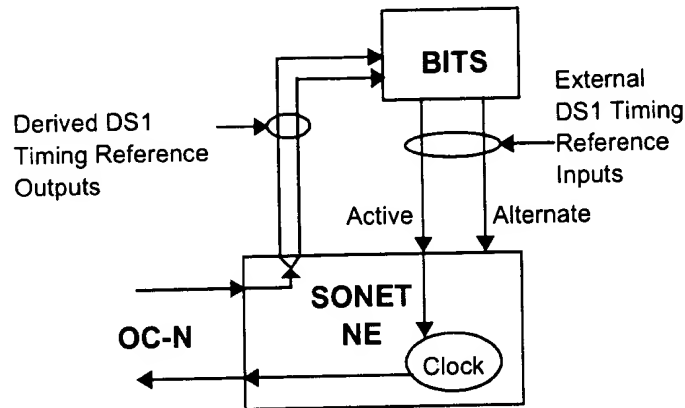 BITS
External
DS1 Timing
Reference
Inputs
Derived DS1
Timing Reference
Outputs
Active
Alternate
SONET
NE
OC-N
Clock